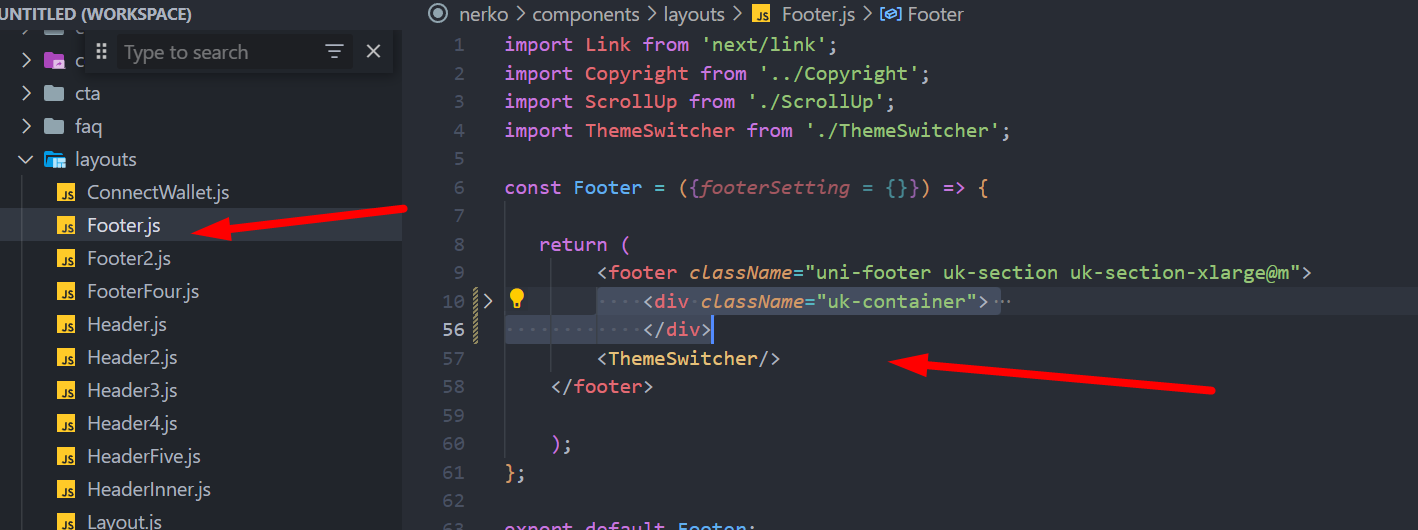 UNTITLED (WORKSPACE)
Type to search
c
cta
faq
layouts
ConnectWallet.js
Footer.js
Footer2.js
FooterFour.js
Header.js
Header2.js
Header3.js
Header4.js
HeaderFive.js
HeaderInner.js
Layout.js
nerko > components > layouts > JS Footer.js > Footer
1 import Link from 'next/link';
2 import Copyright from '../Copyright';
3 import ScrollUp from './ScrollUp';
4 import ThemeSwitcher from './ThemeSwitcher';
5
6 const Footer = ({footerSetting = {}}) => {
7
8 return (
9 <footer className="uni-footer uk-section uk-section-xlarge@m">
10 <div className="uk-container"> ⋯
56 </div>
57 <ThemeSwitcher/>
58 </footer>
59
60 );
61 };
62
63 export default Footer;